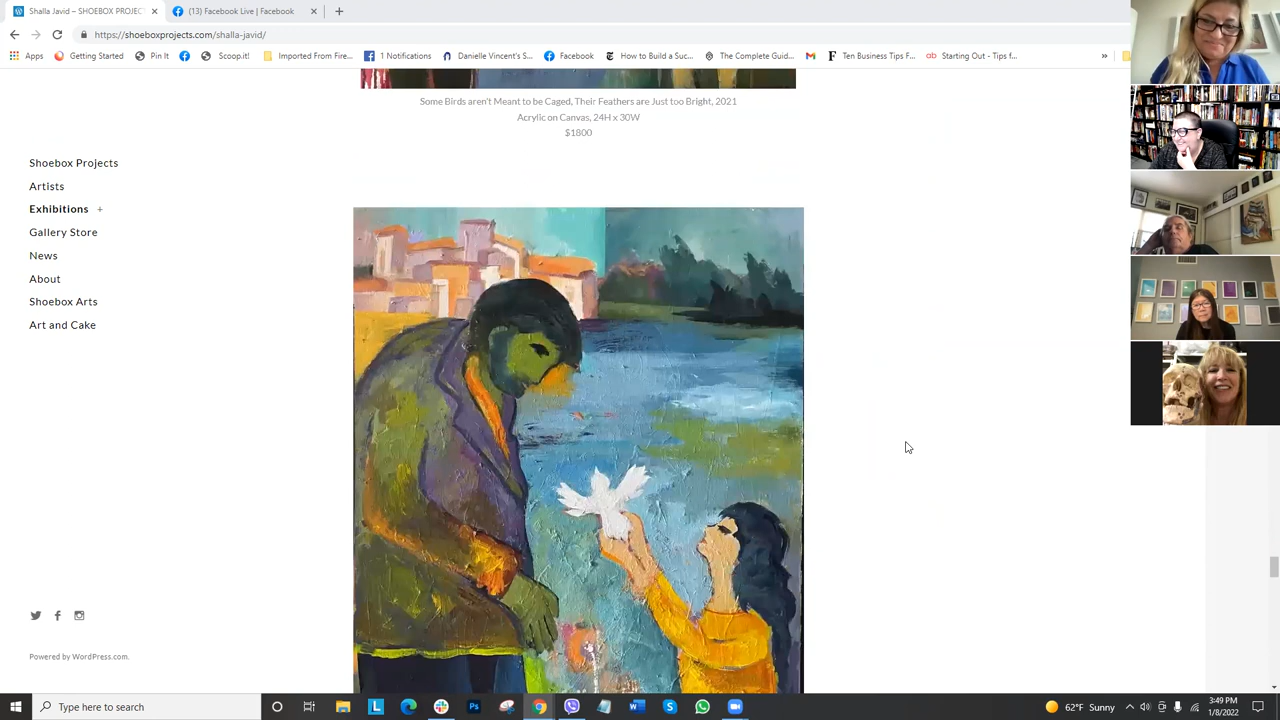 Shalla Javid – SHOEBOX PROJEC
(13) Facebook Live | Facebook
https://shoeboxprojects.com/shalla-javid/
Apps
Getting Started
Pin It
Scoop.it!
Imported From Fire...
1 Notifications
Danielle Vincent's...
Facebook
How to Build a Suc...
The Complete Guid...
Ten Business Tips F...
Starting Out - Tips f...
»
Some Birds aren't Meant to be Caged, Their Feathers are Just too Bright, 2021
Acrylic on Canvas, 24H x 30W
$1800
Shoebox Projects
Artists
Exhibitions +
Gallery Store
News
About
Shoebox Arts
Art and Cake
Powered by WordPress.com.
Type here to search
62°F Sunny
3:49 PM
1/8/2022